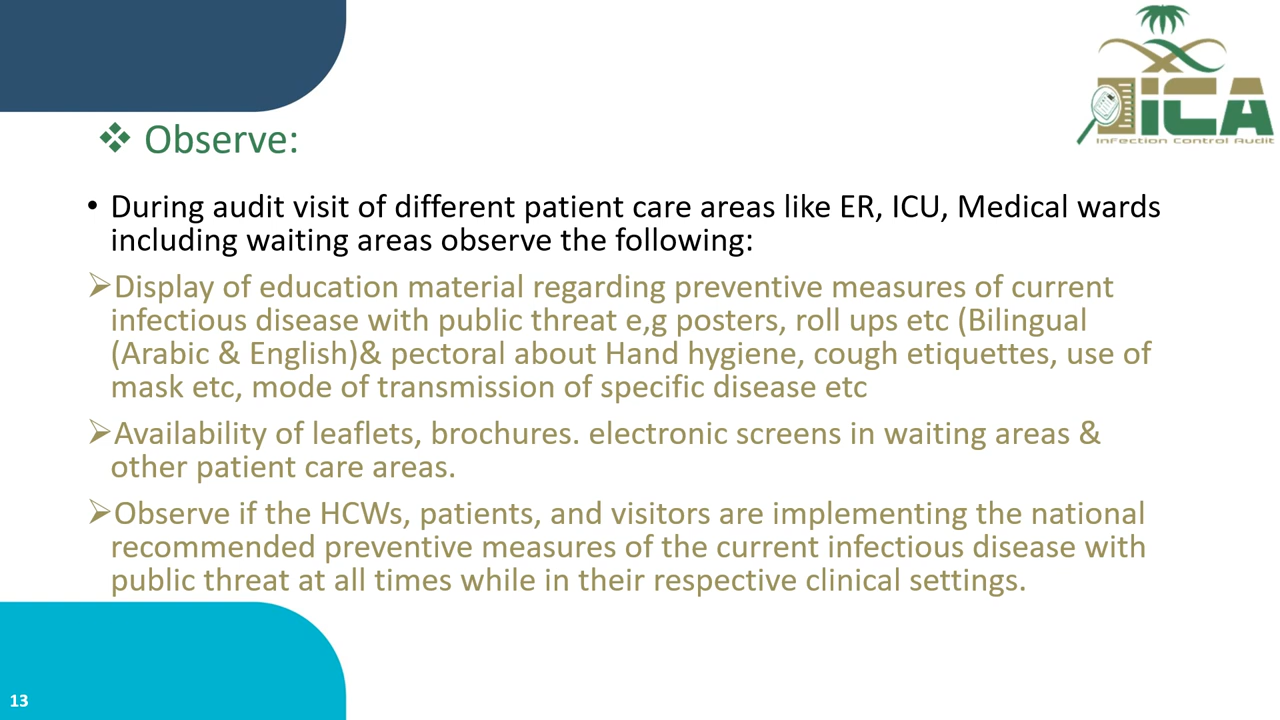 iCA
Infection Control Audit
❖ Observe:
• During audit visit of different patient care areas like ER, ICU, Medical wards
including waiting areas observe the following:
➢Display of education material regarding preventive measures of current
infectious disease with public threat e,g posters, roll ups etc (Bilingual
(Arabic & English)& pectoral about Hand hygiene, cough etiquettes, use of
mask etc, mode of transmission of specific disease etc
➢Availability of leaflets, brochures. electronic screens in waiting areas &
other patient care areas.
➢Observe if the HCWs, patients, and visitors are implementing the national
recommended preventive measures of the current infectious disease with
public threat at all times while in their respective clinical settings.
13